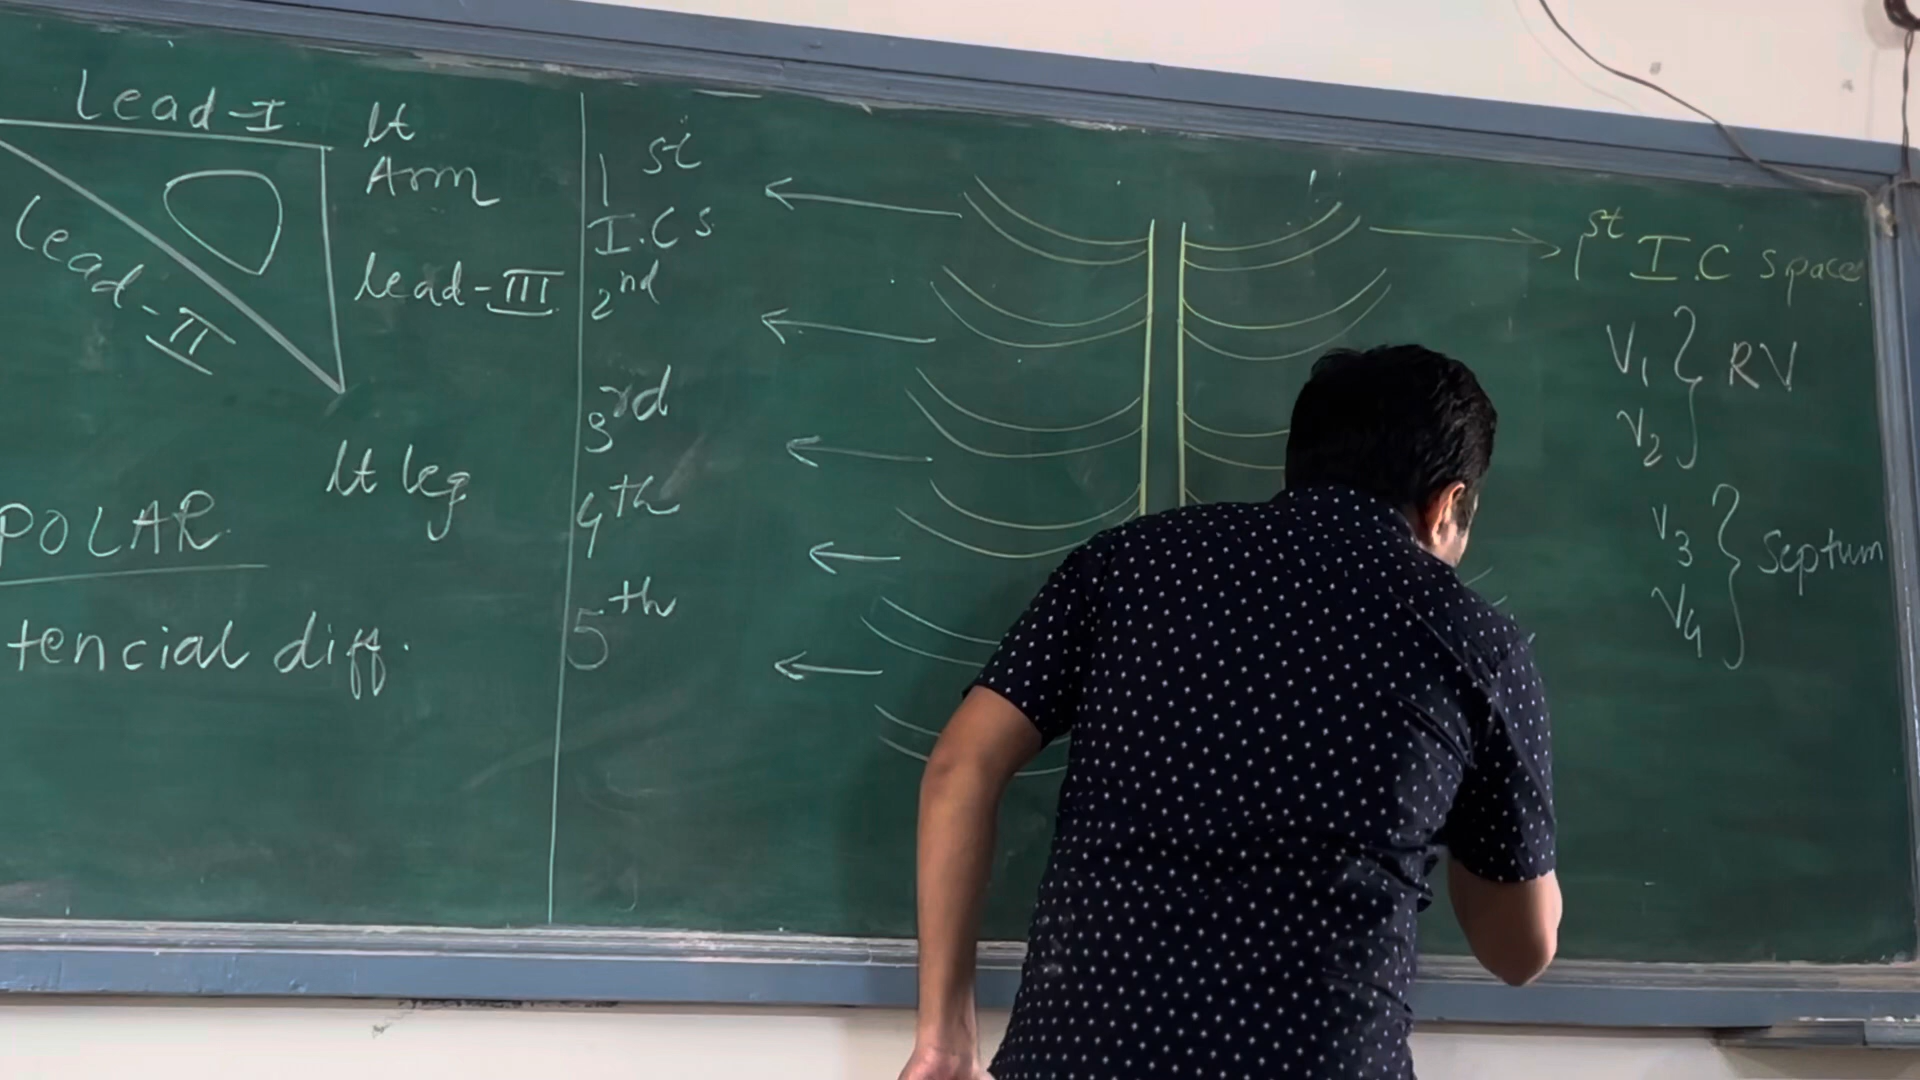 Lead-I
Lt
Arm
Lead-II
Lead-III
Lt leg
POLAR
tencial diff.
1st
I.C S
2nd
3rd
4th
5th
1st I.C Space
V1
V2
RV
V3
V4
Septum